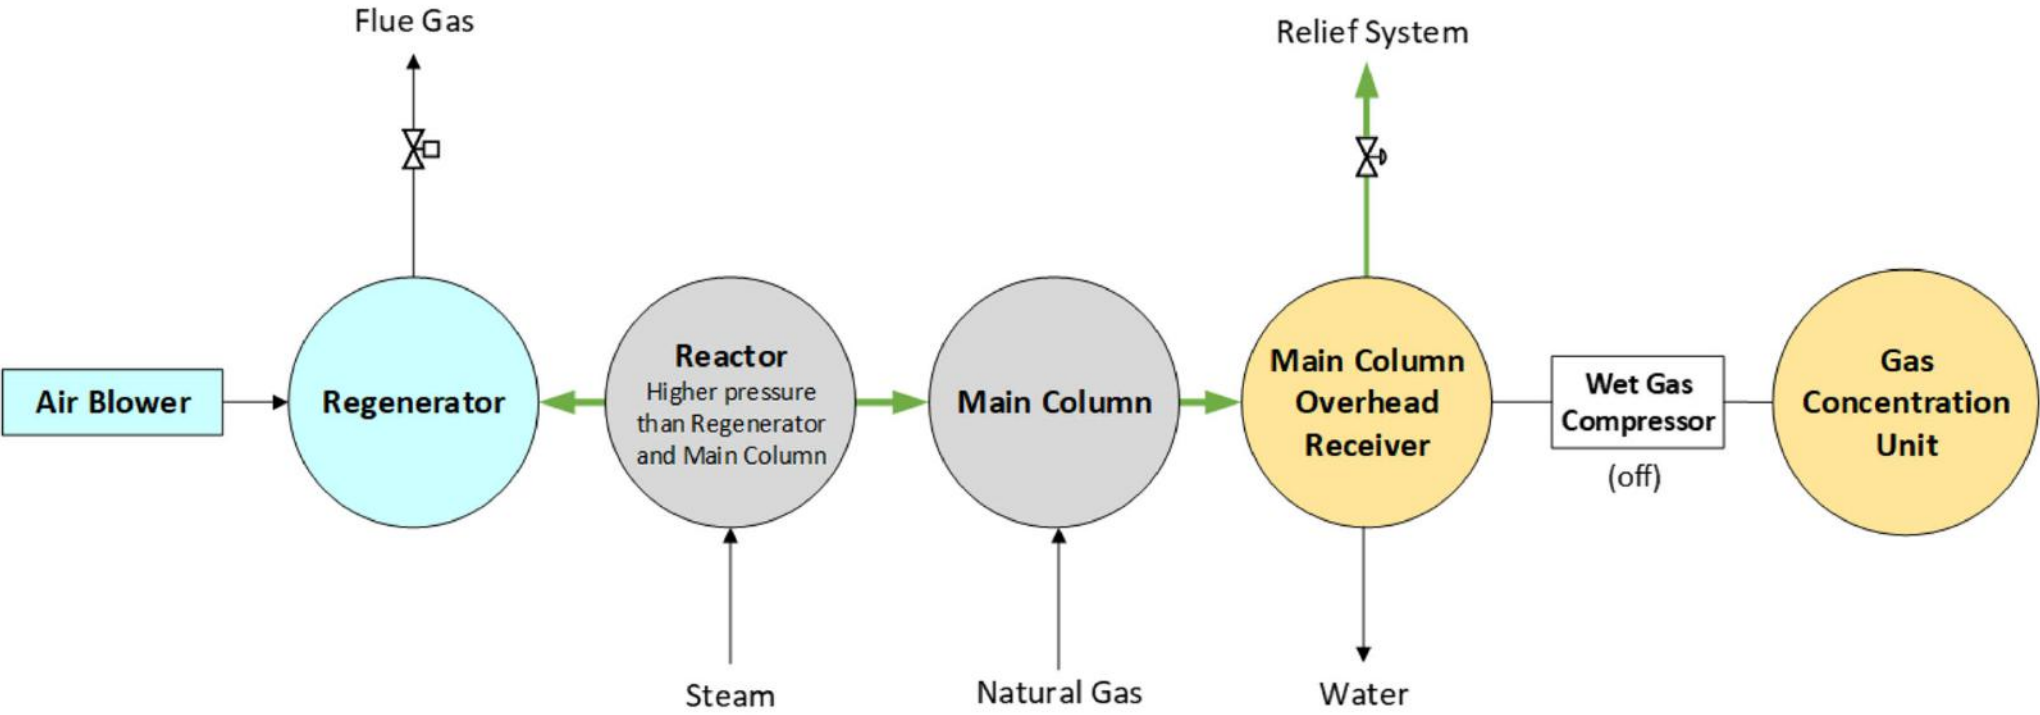 Flue Gas
Relief System
Air Blower
Regenerator
Reactor
Higher pressure
than Regenerator
and Main Column
Main Column
Main Column
Overhead
Receiver
Wet Gas
Compressor
(off)
Gas
Concentration
Unit
Steam
Natural Gas
Water